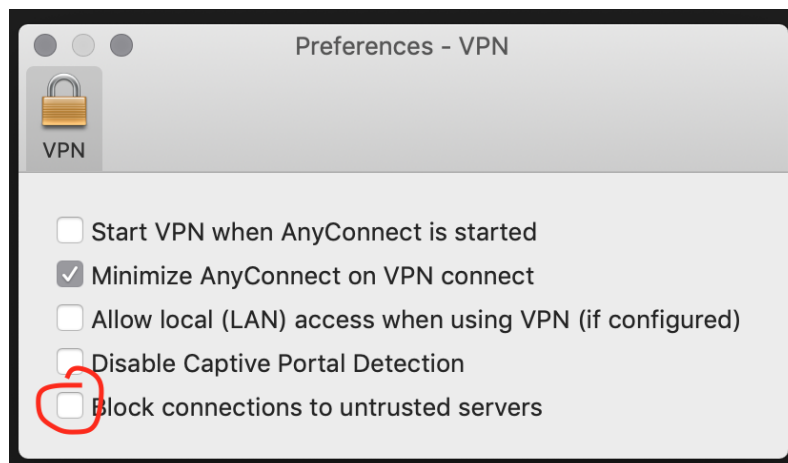 Preferences - VPN
VPN
Start VPN when AnyConnect is started
Minimize AnyConnect on VPN connect
Allow local (LAN) access when using VPN (if configured)
Disable Captive Portal Detection
Block connections to untrusted servers